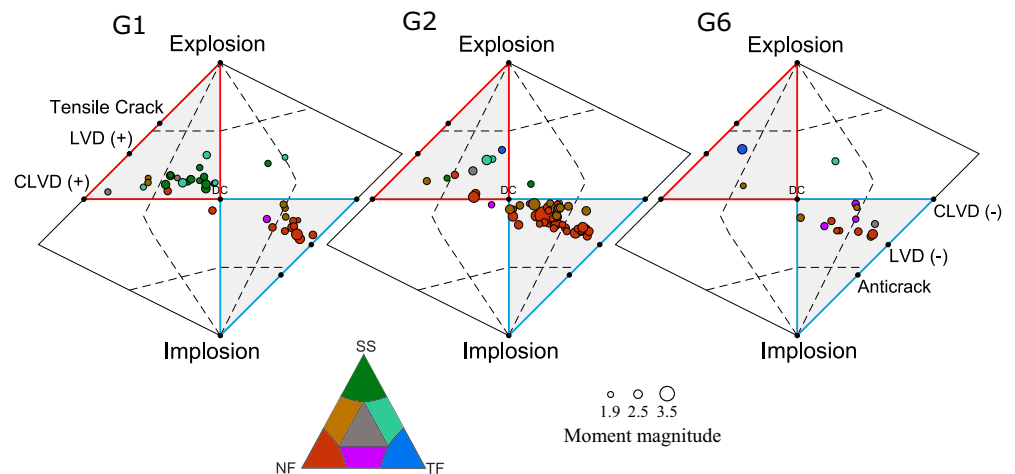 G1
G2
G6
Explosion
Explosion
Explosion
Tensile Crack
LVD (+)
CLVD (+)
DC
DC
DC
CLVD (-)
LVD (-)
Anticrack
Implosion
Implosion
Implosion
SS
NF
TF
1.9 2.5 3.5
Moment magnitude